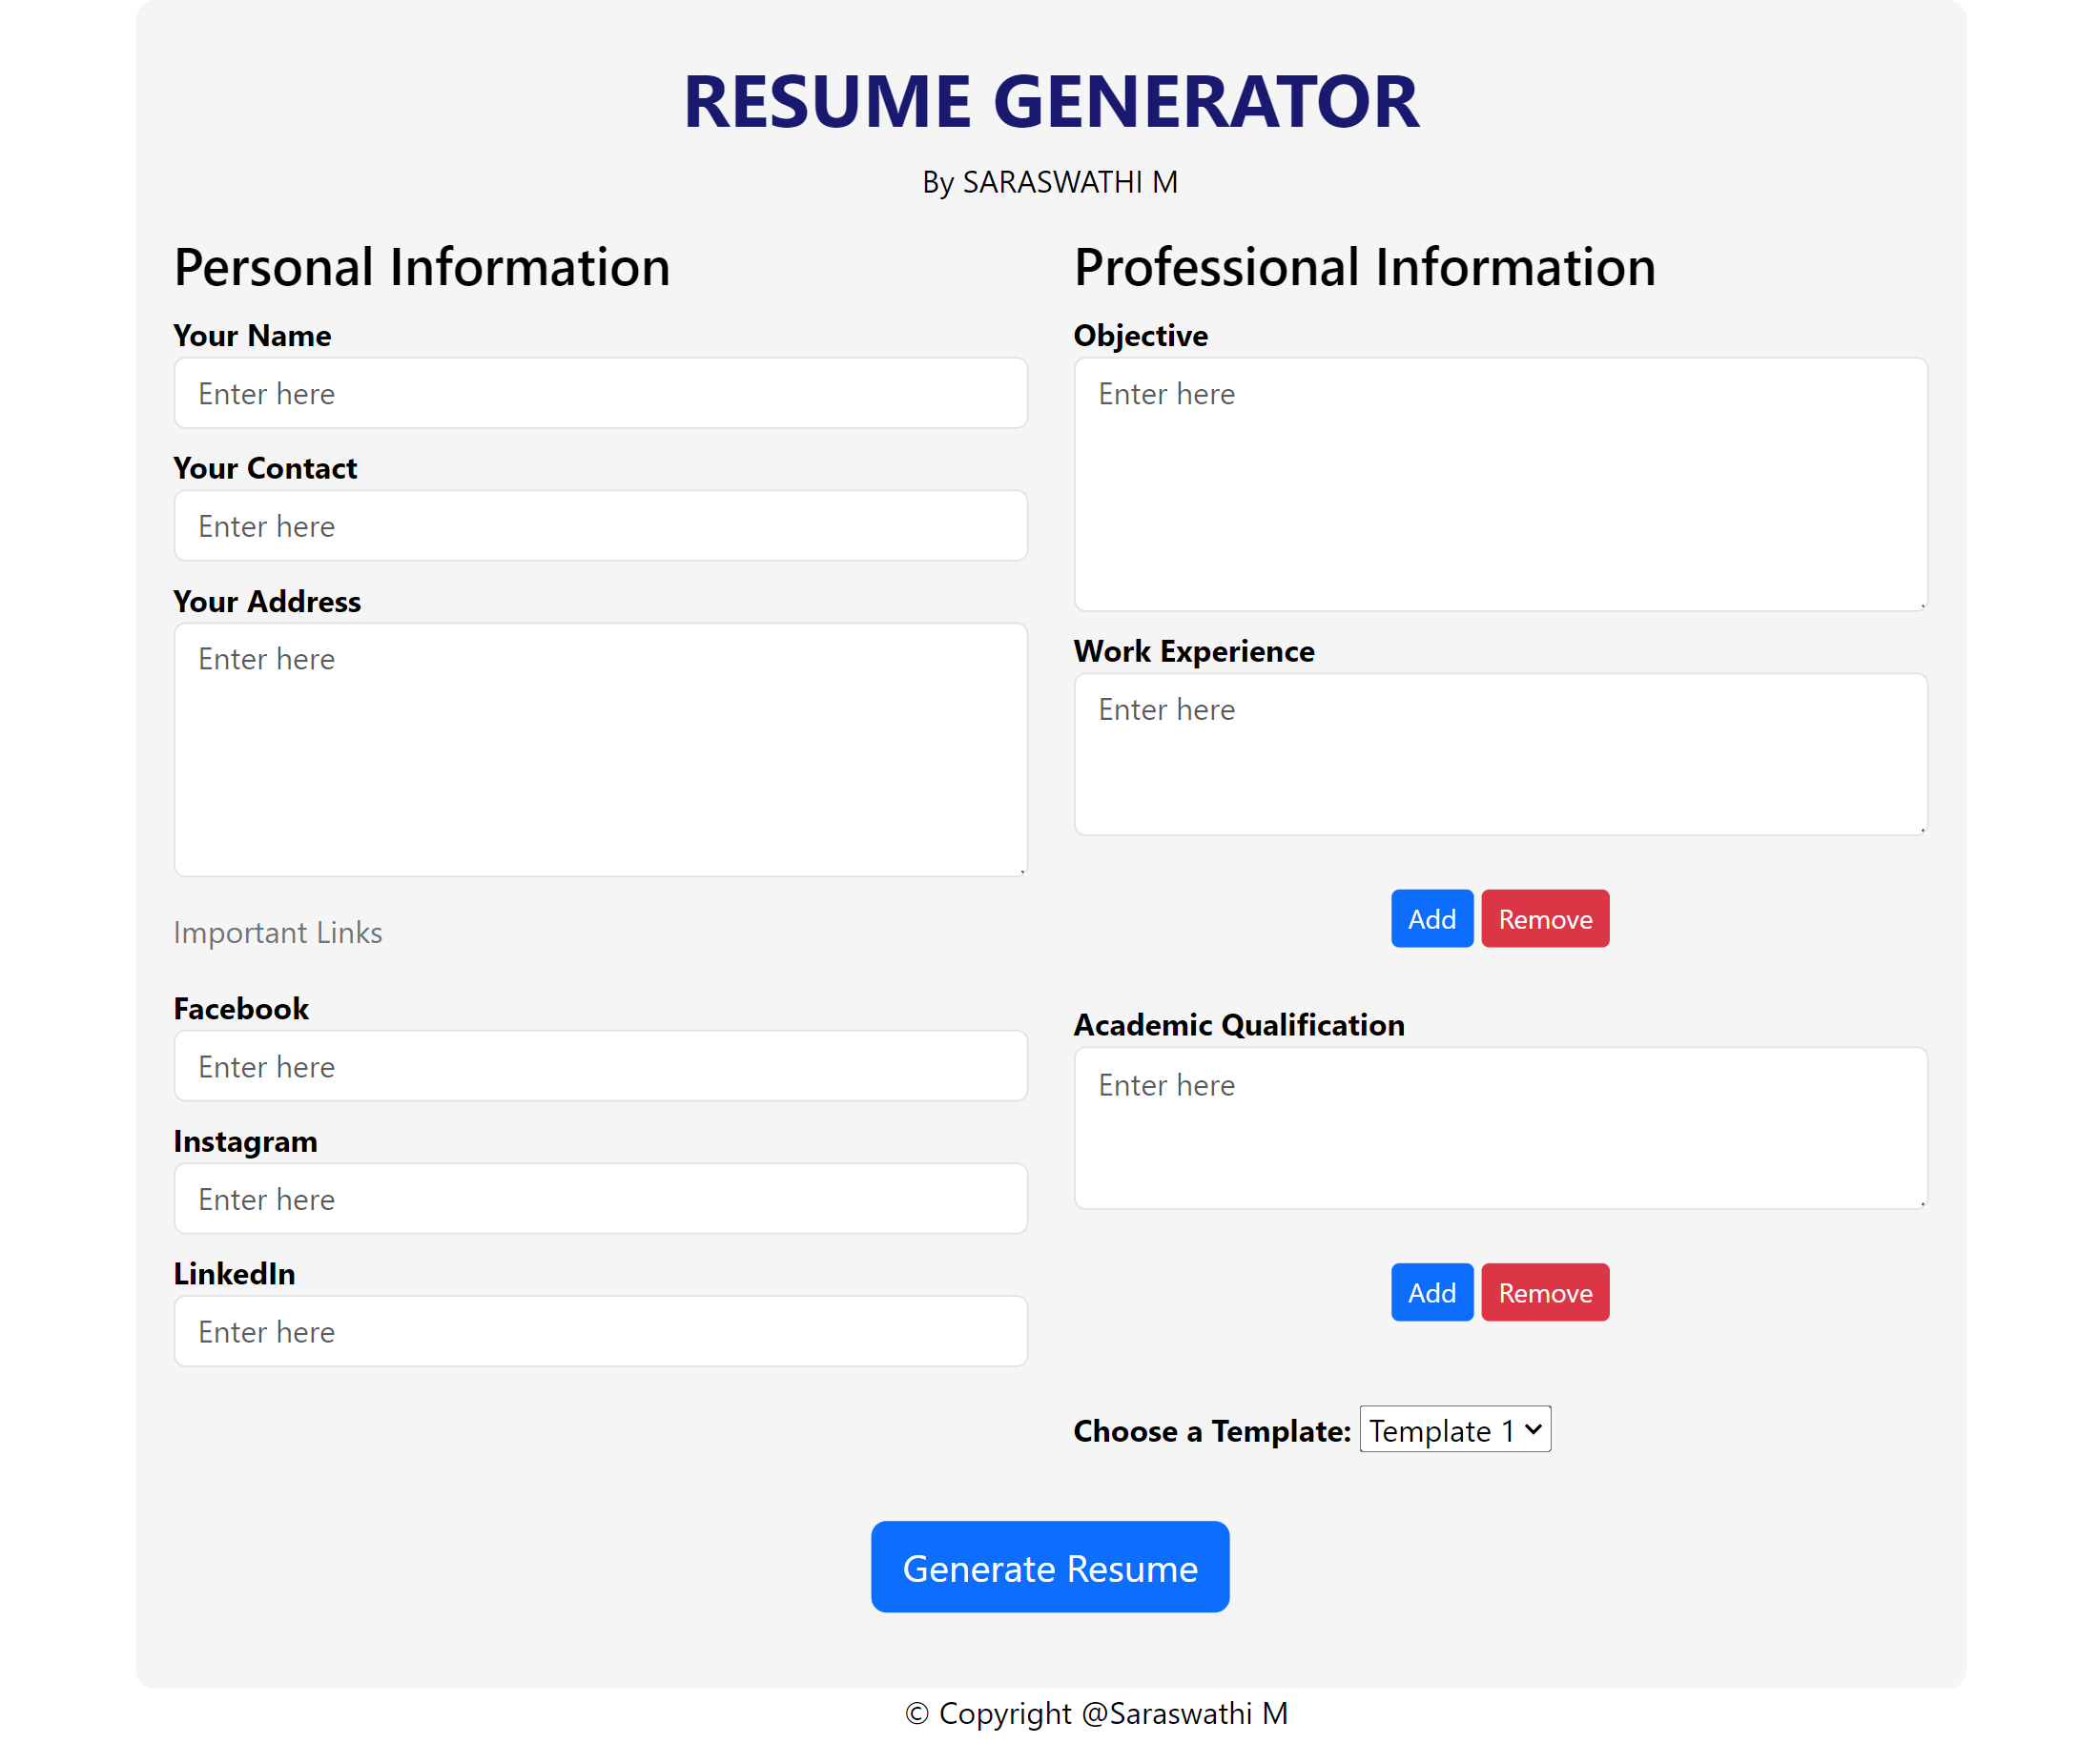 RESUME GENERATOR
By SARASWATHI M
Personal Information
Your Name
Enter here
Your Contact
Enter here
Your Address
Enter here
Important Links
Facebook
Enter here
Instagram
Enter here
LinkedIn
Enter here
Professional Information
Objective
Enter here
Work Experience
Enter here
Add Remove
Academic Qualification
Enter here
Add Remove
Choose a Template: Template 1
Generate Resume
© Copyright @Saraswathi M